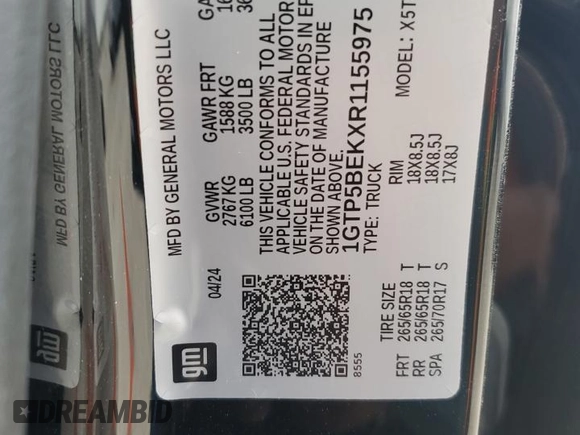 MFD BY GENERAL MOTORS LLC
04/24
GVWR GAWR FRT
2767 KG 1588 KG
6100 LB 3500 LB
THIS VEHICLE CONFORMS TO ALL
APPLICABLE U.S. FEDERAL MOTOR
VEHICLE SAFETY STANDARDS IN
ON THE DATE OF MANUFACTURE
SHOWN ABOVE.
1GTP5BEKXR1155975
TYPE: TRUCK MODEL:
gm
8555
TIRE SIZE RIM
FRT 265/65R18 T 18X8.5J
RR 265/65R18 T 18X8.5J
SPA 265/70R17 S 17X8J
MFD BY GENERAL MOTORS LLC
gm
DREAMBID